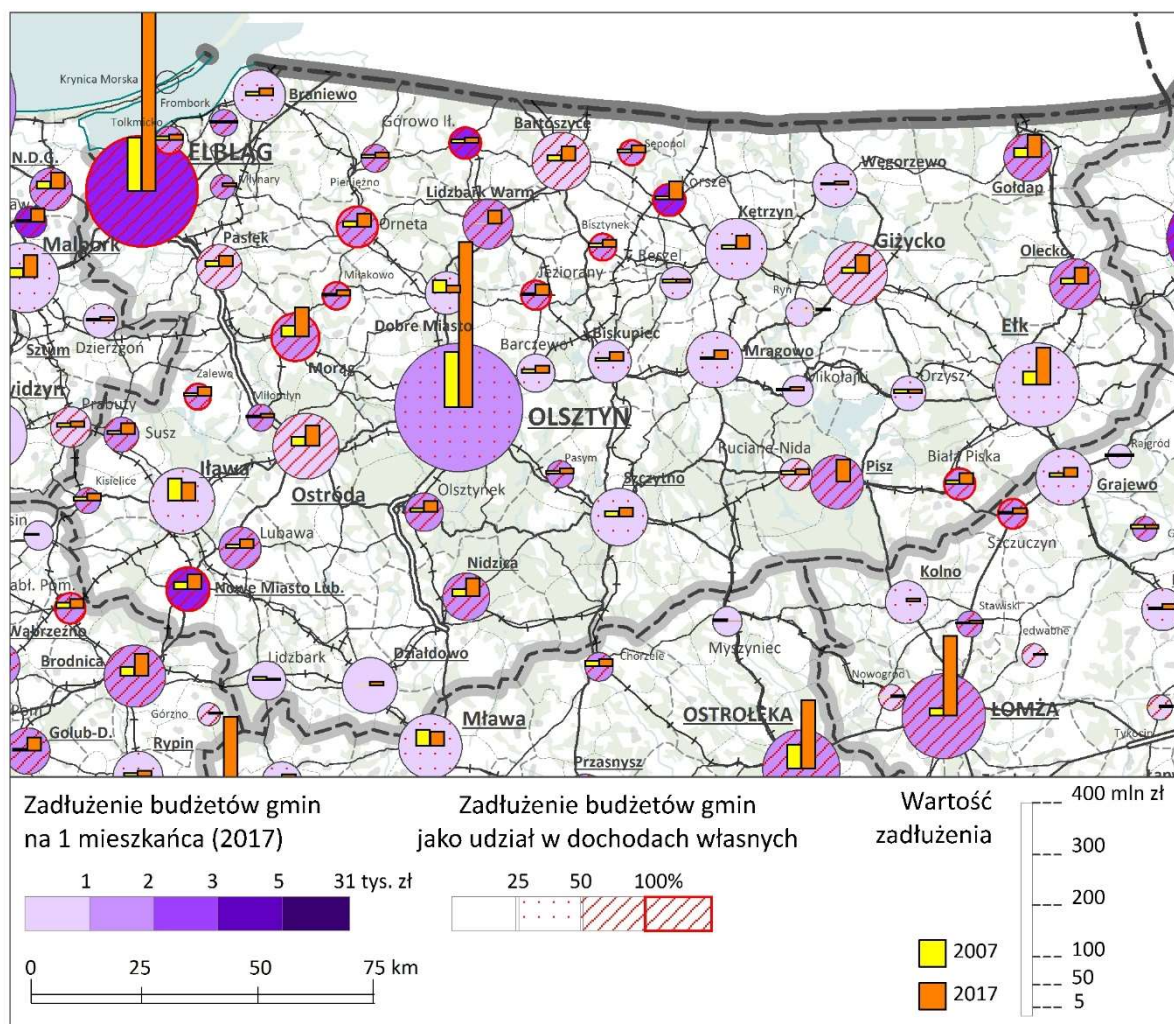 Krynica Morska
Frombork
Braniewo
Tolkmicko
Górowo Ił.
Bartoszyce
Sępopol
ELBLĄG
N.D.G.
Młynary
Pieniężno
Lidzbark Warm.
Korsze
Węgorzewo
Gołdap
Malbork
Pasłęk
Orneta
Bisztynek
Kętrzyn
Giżycko
Olecko
Miłakowo
Jeziorany
Reszel
Ryn
Sztum
Dzierzgoń
Dobre Miasto
Barczewo
Biskupiec
Mrągowo
Ełk
Morąg
Zalewo
Miłomłyn
Mikołajki
Orzysz
widzyn
Prabuty
Susz
OLSZTYN
Ruciane-Nida
Pisz
Biała Piska
Rajgród
Kisielice
Iława
Ostróda
Olsztynek
Pasym
Szczytno
Grajewo
sin
Lubawa
Szczuczyn
abł. Pom.
Nowe Miasto Lub.
Nidzica
Kolno
Wąbrzeźno
Stawiski
Jedwabne
Brodnica
Lidzbark
Działdowo
Chorzele
Myszyniec
Nowogród
Pom
Górzno
Golub-D.
Rypin
Mława
Przasnysz
OSTROŁĘKA
ŁOMŻA
Tykocin
Zadłużenie budżetów gmin
na 1 mieszkańca (2017)
1 2 3 5 31 tys. zł
0 25 50 75 km
Zadłużenie budżetów gmin
jako udział w dochodach własnych
25 50 100%
Wartość
zadłużenia
400 mln zł
300
200
100
50
5
2007
2017